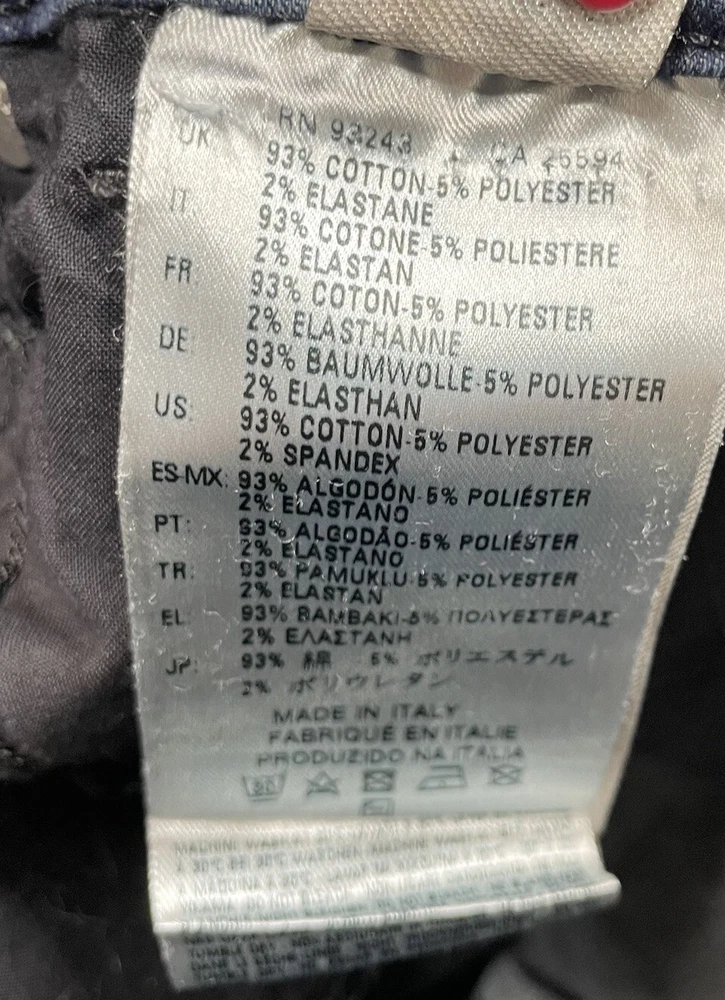 RN 93243 CA 25594
UK 93% COTTON-5% POLYESTER
2% ELASTANE
IT: 93% COTONE-5% POLIESTERE
2% ELASTAN
FR: 93% COTON-5% POLYESTER
2% ELASTHANNE
DE: 93% BAUMWOLLE-5% POLYESTER
2% ELASTHAN
US: 93% COTTON-5% POLYESTER
2% SPANDEX
ES-MX: 93% ALGODÓN-5% POLIÉSTER
2% ELASTANO
PT: 93% ALGODÃO-5% POLIÉSTER
2% ELASTANO
TR: 93% PAMUKLU-5% POLYESTER
2% ELASTAN
EL: 93% ΒΑΜΒΑΚΙ-5% ΠΟΛΥΕΣΤΕΡΑΣ
2% ΕΛΑΣΤΑΝΗ
JP: 93% 綿 5% ポリエステル
2% ポリウレタン
MADE IN ITALY
FABRIQUÉ EN ITALIE
PRODUZIDO NA ITALIA
30